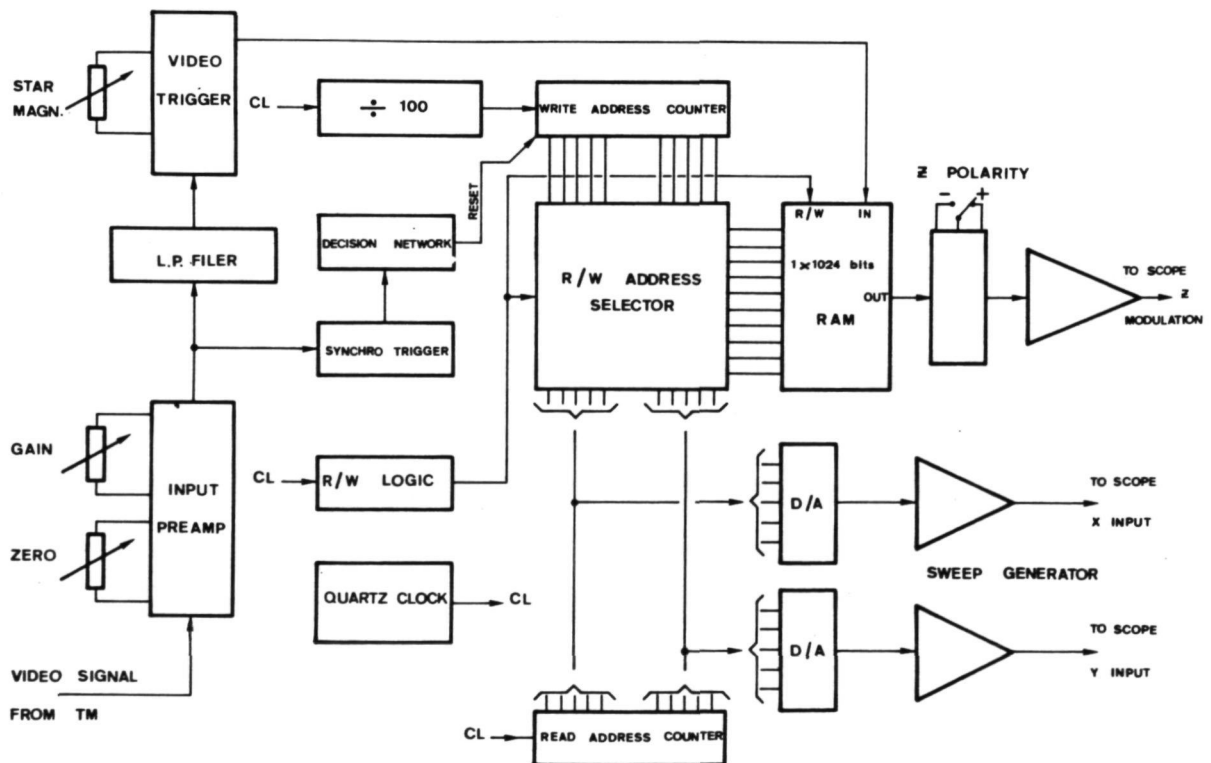 STAR
MAGN.
VIDEO
TRIGGER
CL
÷ 100
WRITE ADDRESS COUNTER
RESET
L.P. FILER
DECISION NETWORK
SYNCHRO TRIGGER
R/W ADDRESS
SELECTOR
R/W IN
1×1024 bits
OUT
RAM
Z POLARITY
- +
TO SCOPE
Z
MODULATION
GAIN
ZERO
INPUT
PREAMP
VIDEO SIGNAL
FROM TM
CL
R/W LOGIC
QUARTZ CLOCK
CL
D/A
TO SCOPE
X INPUT
SWEEP GENERATOR
D/A
TO SCOPE
Y INPUT
CL
READ ADDRESS COUNTER